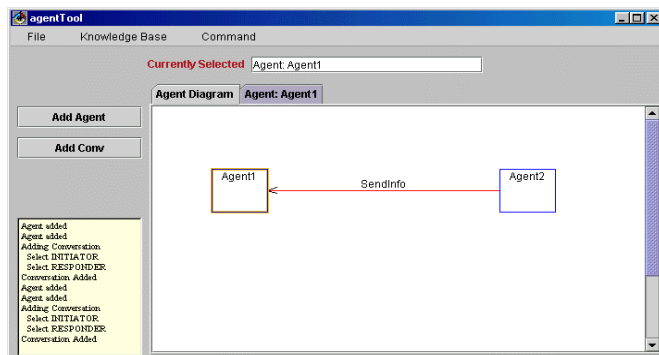 agentTool
File Knowledge Base Command
Currently Selected Agent: Agent1
Agent Diagram Agent: Agent1
Add Agent
Add Conv
Agent1
SendInfo
Agent2
Agent added
Agent added
Adding Conversation
Select INITIATOR
Select RESPONDER
Conversation Added
Agent added
Agent added
Adding Conversation
Select INITIATOR
Select RESPONDER
Conversation Added